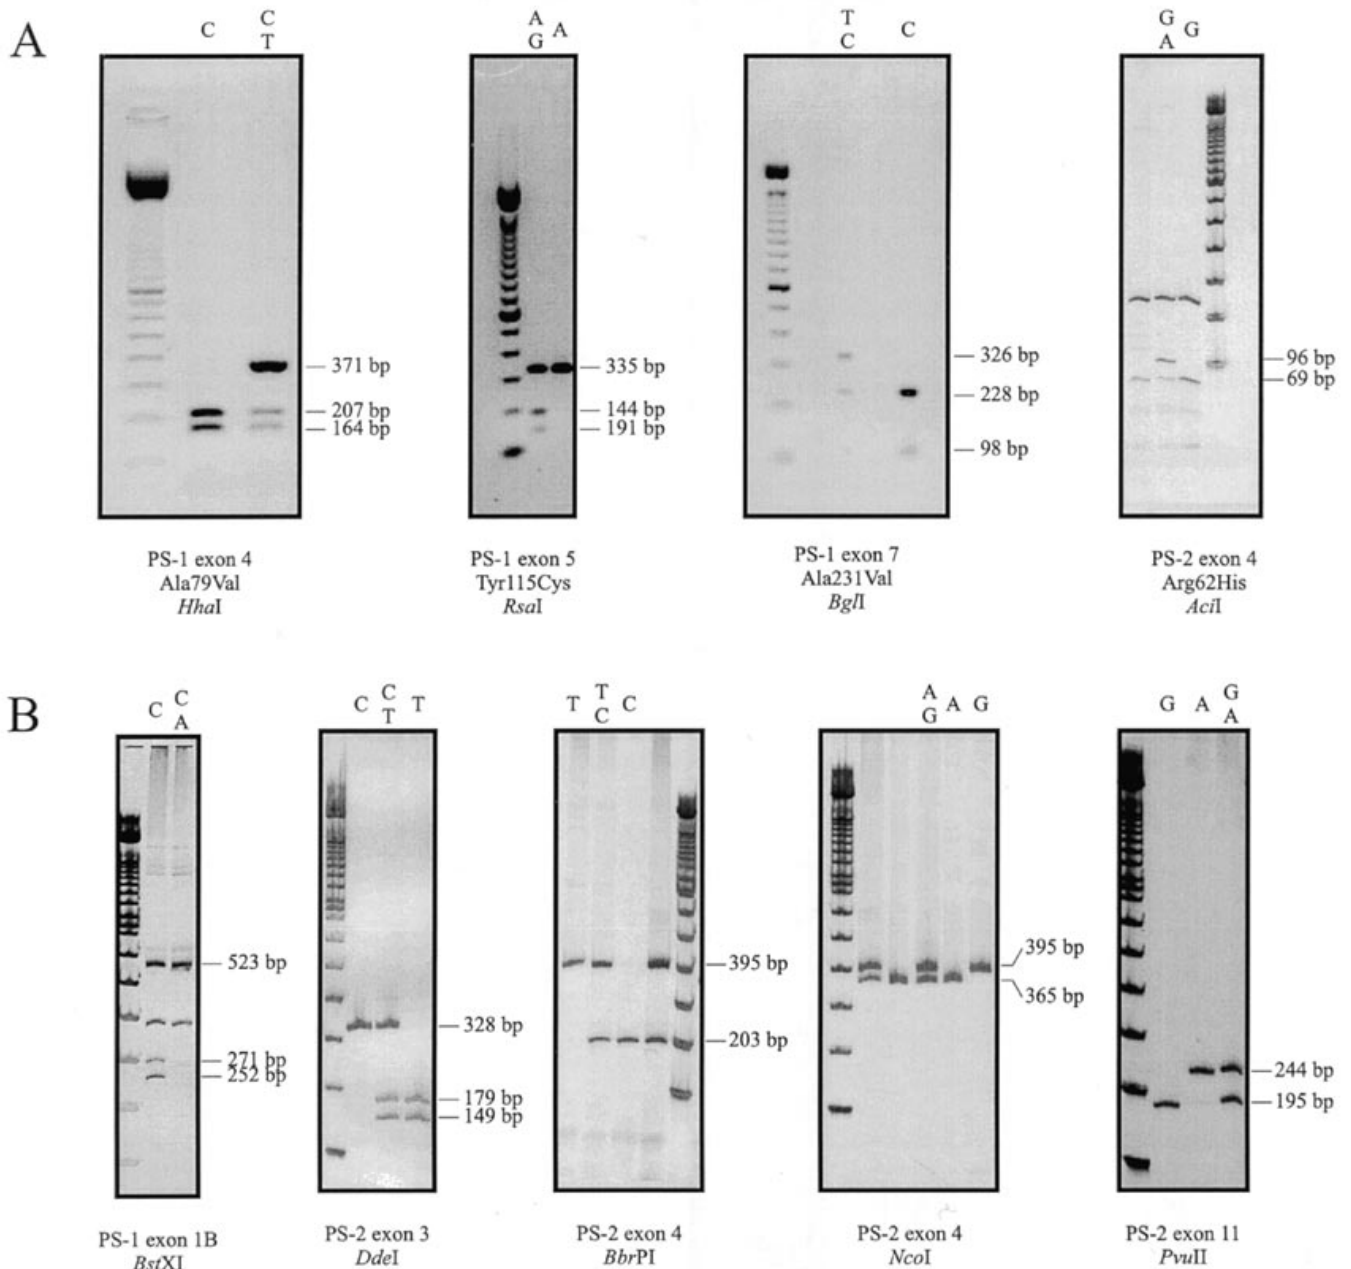 A
C
C
T
A
G
A
T
C
C
G
A
G
371 bp
207 bp
164 bp
335 bp
144 bp
191 bp
326 bp
228 bp
98 bp
96 bp
69 bp
PS-1 exon 4
Ala79Val
HhaI
PS-1 exon 5
Tyr115Cys
RsaI
PS-1 exon 7
Ala231Val
BglI
PS-2 exon 4
Arg62His
AciI
B
C
C
A
C
C
T
T
T
T
C
C
A
G
A
G
G
A
G
A
523 bp
271 bp
252 bp
328 bp
179 bp
149 bp
395 bp
203 bp
395 bp
365 bp
244 bp
195 bp
PS-1 exon 1B
BstXI
PS-2 exon 3
DdeI
PS-2 exon 4
BbrPI
PS-2 exon 4
NcoI
PS-2 exon 11
PvuII